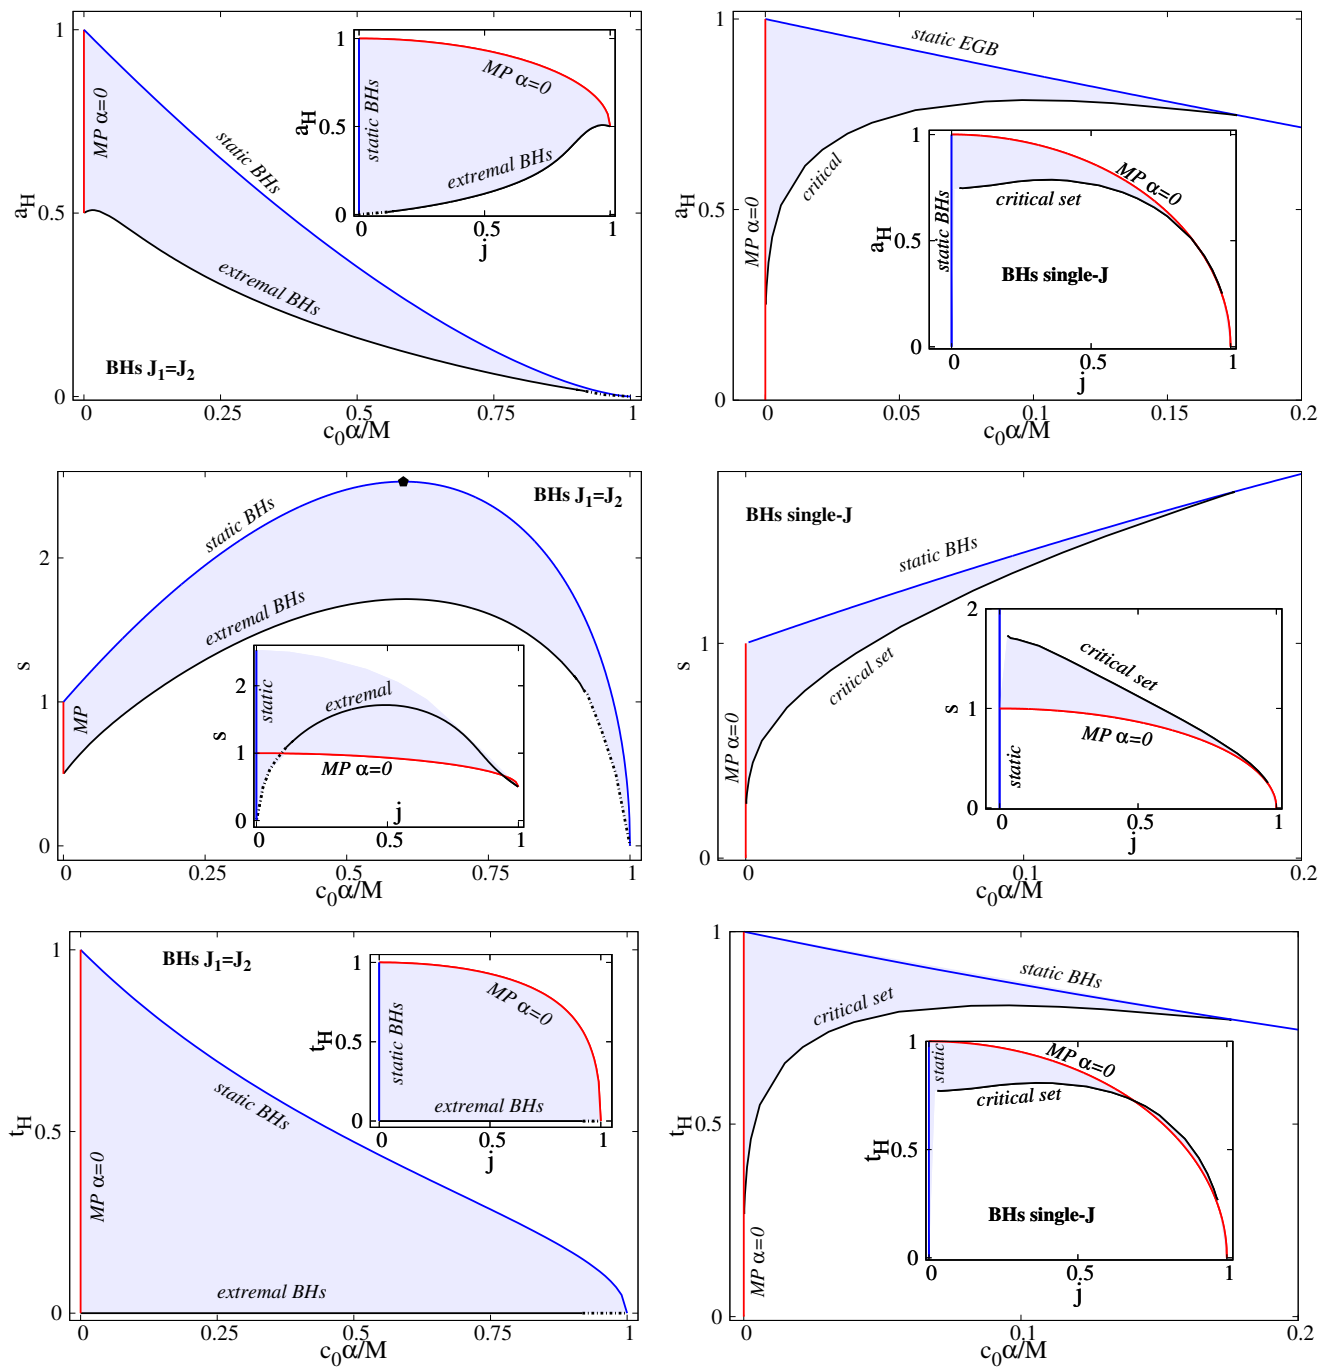 1
0.5
0
a_H
MP α=0
static BHs
extremal BHs
BHs J₁=J₂
0
0.25
0.5
0.75
1
c₀α/M
1
0.5
0
a_H
static BHs
MP α=0
extremal BHs
0
0.5
1
j
1
0.5
0
a_H
MP α=0
static EGB
critical
0
0.05
0.1
0.15
0.2
c₀α/M
1
0.5
0
a_H
static BHs
MP α=0
critical set
BHs single-J
0
0.5
1
j
2
1
0
s
MP
static BHs
extremal BHs
BHs J₁=J₂
0
0.25
0.5
0.75
1
c₀α/M
2
1
0
s
static
extremal
MP α=0
0
0.5
1
j
1
0
s
BHs single-J
MP α=0
static BHs
critical set
0
0.1
0.2
c₀α/M
2
1
0
s
static
critical set
MP α=0
0
0.5
1
j
1
0.5
0
t_H
BHs J₁=J₂
MP α=0
static BHs
extremal BHs
0
0.25
0.5
0.75
1
c₀α/M
1
0.5
0
t_H
static BHs
MP α=0
extremal BHs
0
0.5
1
j
1
0.5
0
t_H
MP α=0
critical set
static BHs
0
0.1
0.2
c₀α/M
1
0.5
0
t_H
static
MP α=0
critical set
BHs single-J
0
0.5
1
j